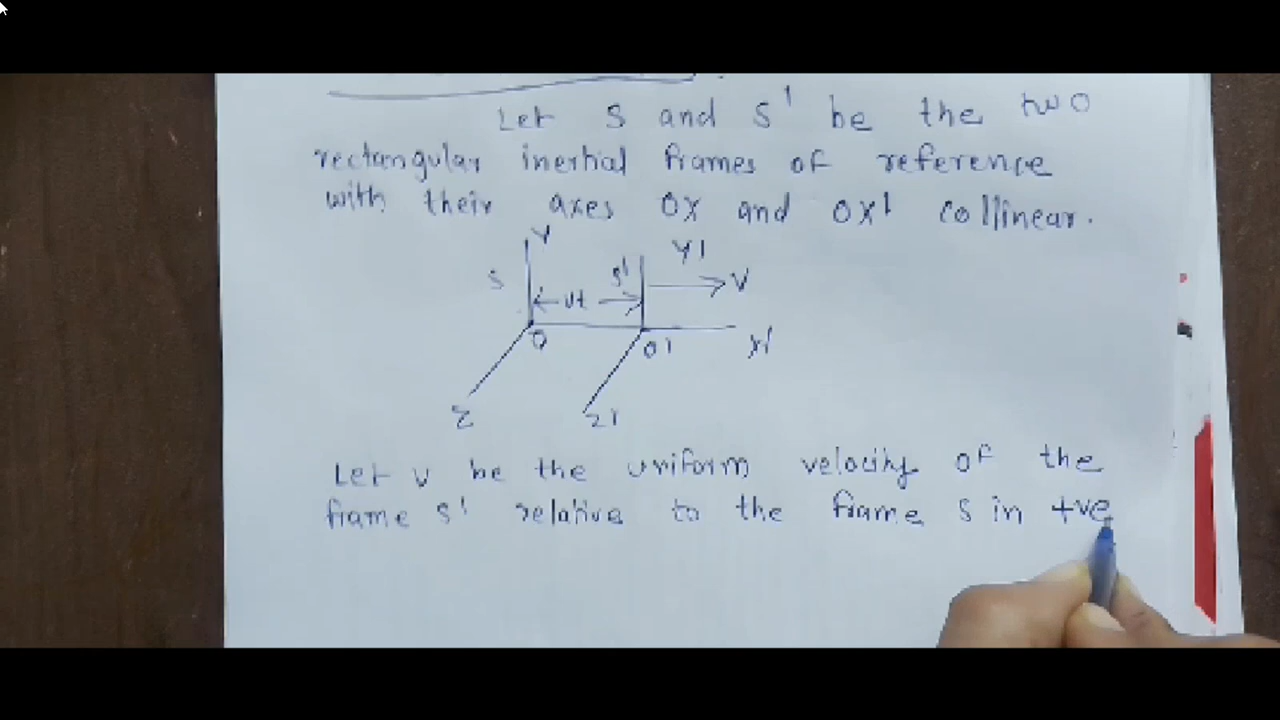 Let S and S' be the two
rectangular inertial frames of reference
with their axes OX and OX' collinear.
Y
S
S'
Y'
vt
V
O
O'
X'
Z
Z'
Let v be the uniform velocity of the
frame S' relative to the frame S in +ve